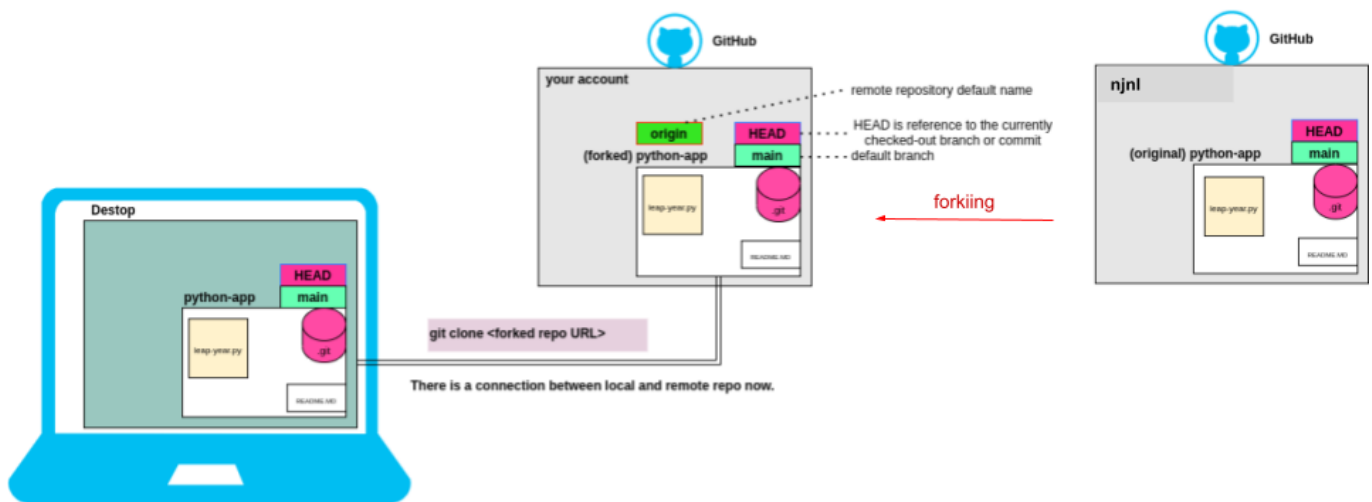 GitHub
your account
remote repository default name
origin
HEAD
HEAD is reference to the currently
checked-out branch or commit
(forked) python-app
main
default branch
leap-year.py
.git
README.MD
GitHub
njnl
HEAD
(original) python-app
main
leap-year.py
.git
README.MD
forkiing
Destop
HEAD
python-app
main
leap-year.py
.git
README.MD
git clone <forked repo URL>
There is a connection between local and remote repo now.